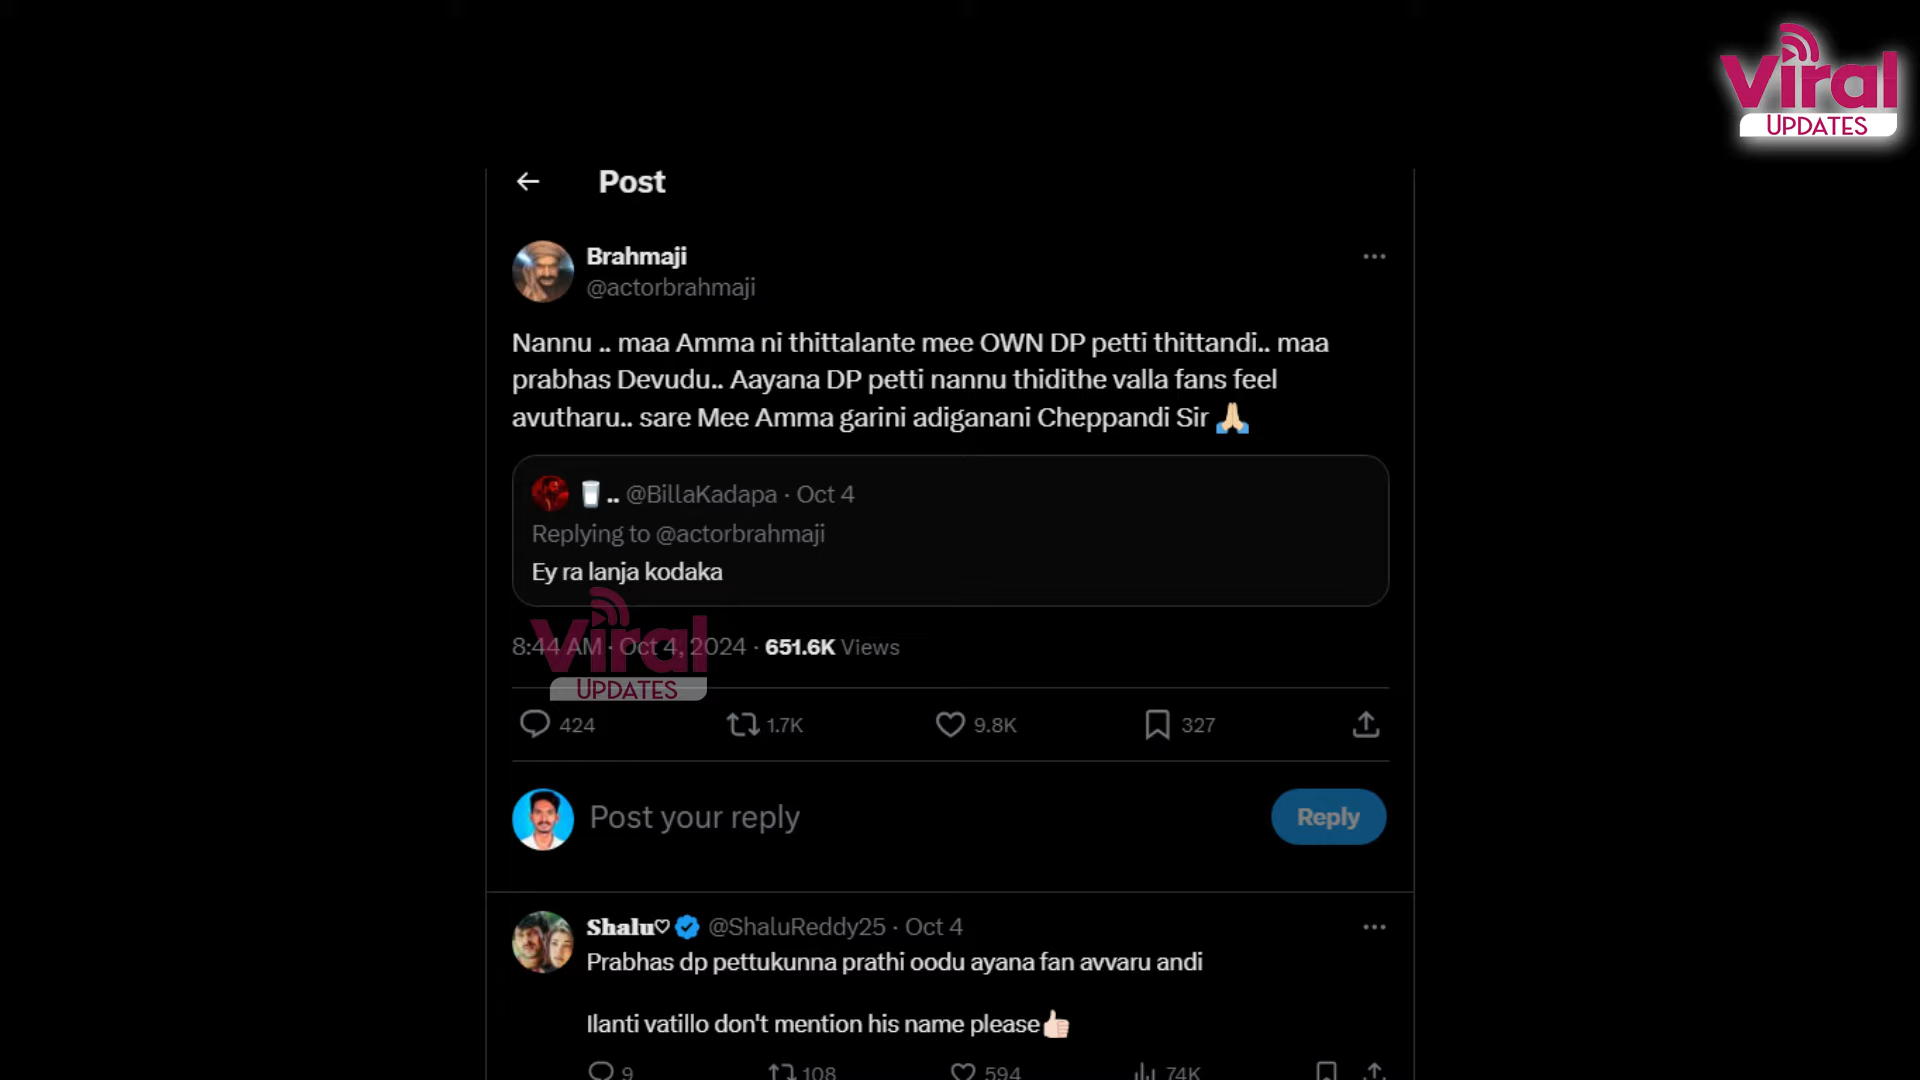 Viral
UPDATES
← Post
Brahmaji
@actorbrahmaji
Nannu .. maa Amma ni thittalante mee OWN DP petti thittandi.. maa
prabhas Devudu.. Aayana DP petti nannu thidithe valla fans feel
avutharu.. sare Mee Amma garini adiganani Cheppandi Sir 🙏🏻
🥛.. @BillaKadapa · Oct 4
Replying to @actorbrahmaji
Ey ra lanja kodaka
8:44 AM · Oct 4, 2024 · 651.6K Views
Viral
UPDATES
424 1.7K 9.8K 327
Post your reply Reply
Shalu♡ @ShaluReddy25 · Oct 4
Prabhas dp pettukunna prathi oodu ayana fan avvaru andi
Ilanti vatillo don't mention his name please👍🏻
9 108 594 74K